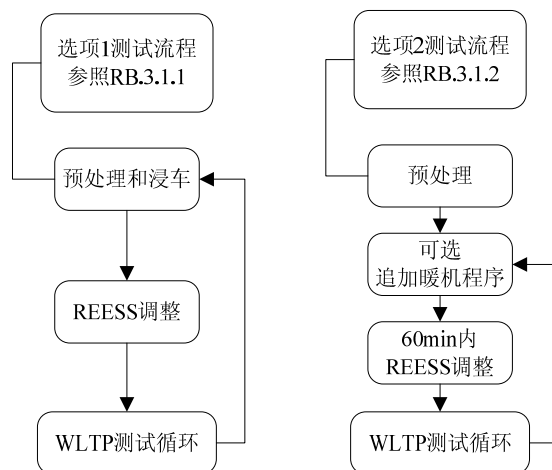 选项1测试流程
参照RB.3.1.1
预处理和浸车
REESS调整
WLTP测试循环
选项2测试流程
参照RB.3.1.2
预处理
可选
追加暖机程序
60min内
REESS调整
WLTP测试循环